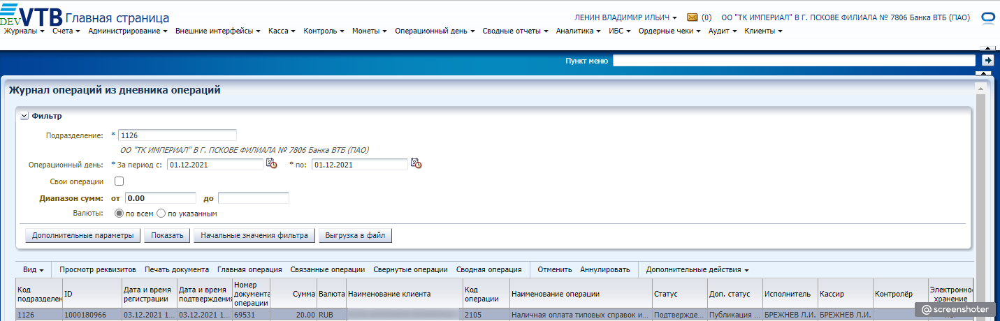 DEV VTB Главная страница
ЛЕНИН ВЛАДИМИР ИЛЬИЧ (0) ОО "ТК ИМПЕРИАЛ" В Г. ПСКОВЕ ФИЛИАЛА № 7806 Банка ВТБ (ПАО)
Журналы Счета Администрирование Внешние интерфейсы Касса Контроль Монеты Операционный день Сводные отчеты Аналитика ИБС Ордерные чеки Аудит Клиенты
Пункт меню
Журнал операций из дневника операций
Фильтр
Подразделение: * 1126
ОО "ТК ИМПЕРИАЛ" В Г. ПСКОВЕ ФИЛИАЛА № 7806 Банка ВТБ (ПАО)
Операционный день: * За период с: 01.12.2021 * по: 01.12.2021
Свои операции
Диапазон сумм: от 0.00 до
Валюты: по всем по указанным
Дополнительные параметры Показать Начальные значения фильтра Выгрузка в файл
Вид Просмотр реквизитов Печать документа Главная операция Связанные операции Свернутые операции Сводная операция Отменить Аннулировать Дополнительные действия
Код подразделен ID Дата и время регистрации Дата и время подтверждения Номер документа операции Сумма Валюта Наименование клиента Код операции Наименование операции Статус Доп. статус Исполнитель Кассир Контролёр Электронное хранение
1126 1000180966 03.12.2021 1... 03.12.2021 1... 69531 20.00 RUB 2105 Наличная оплата типовых справок и... Подтвержде... Публикация ... БРЕЖНЕВ Л.И. БРЕЖНЕВ Л.И.
@screenshoter